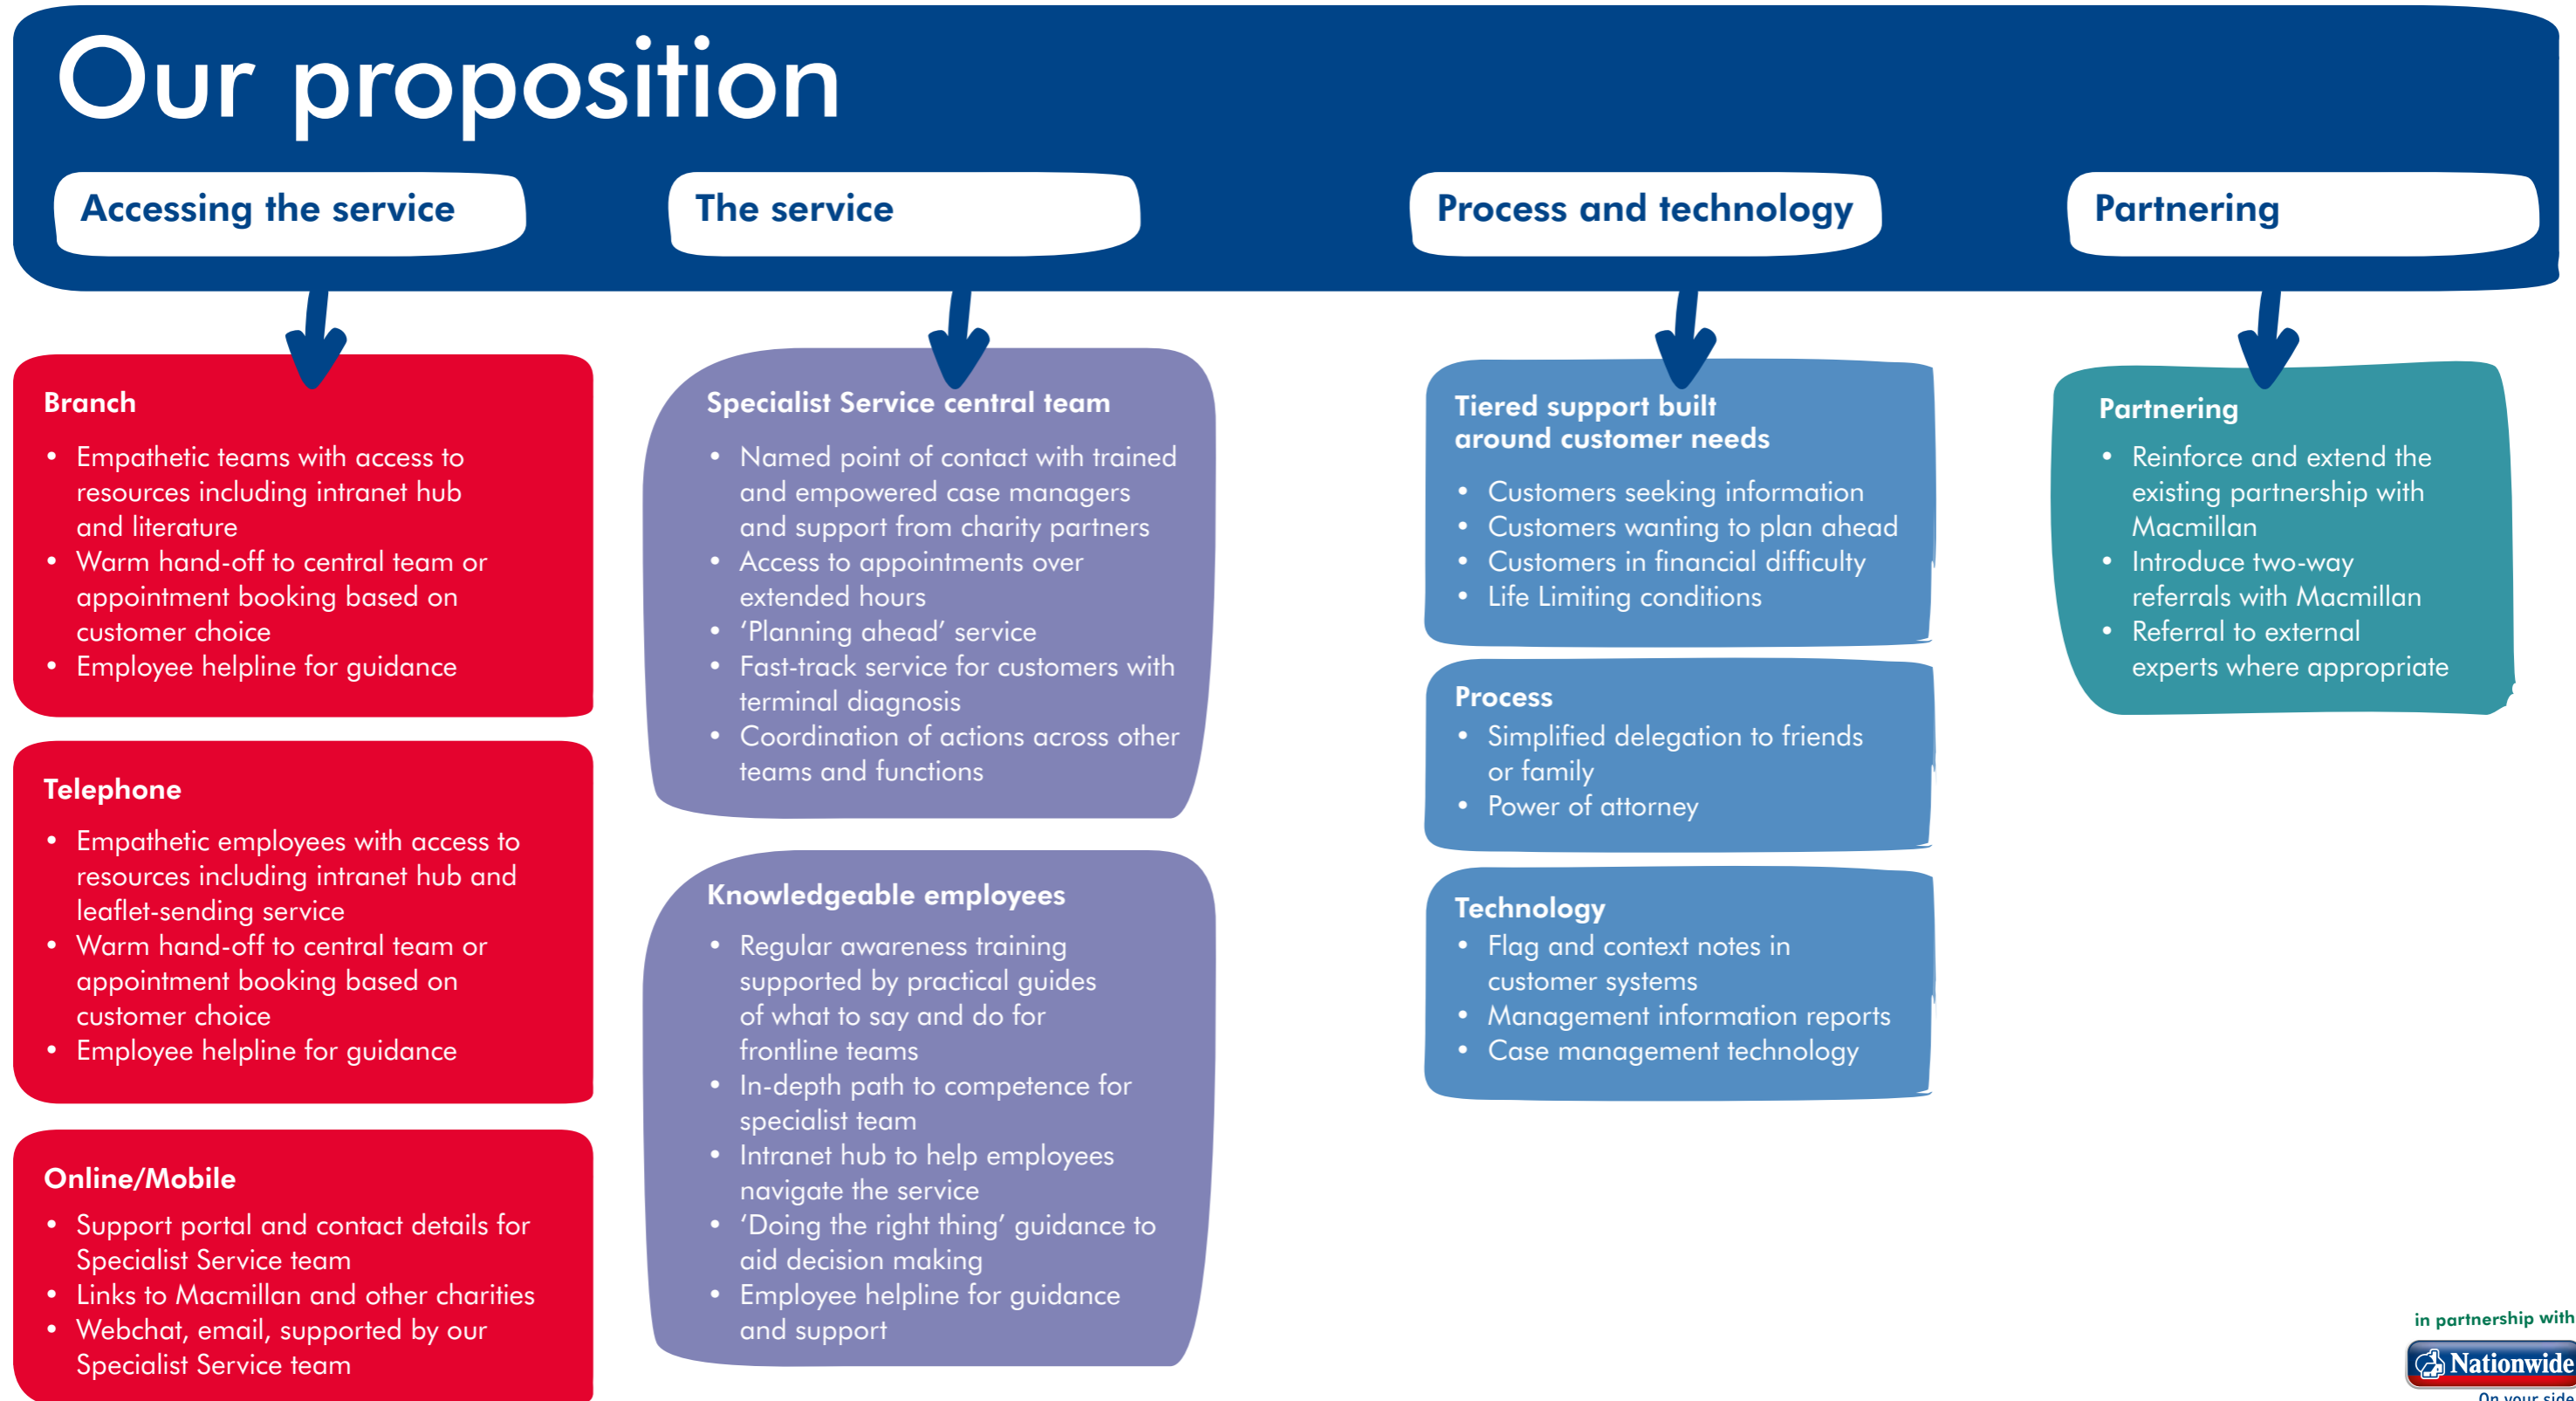 Our proposition
Accessing the service
The service
Process and technology
Partnering
Branch
• Empathetic teams with access to
resources including intranet hub
and literature
• Warm hand-off to central team or
appointment booking based on
customer choice
• Employee helpline for guidance
Telephone
• Empathetic employees with access to
resources including intranet hub and
leaflet-sending service
• Warm hand-off to central team or
appointment booking based on
customer choice
• Employee helpline for guidance
Online/Mobile
• Support portal and contact details for
Specialist Service team
• Links to Macmillan and other charities
• Webchat, email, supported by our
Specialist Service team
Specialist Service central team
• Named point of contact with trained
and empowered case managers
and support from charity partners
• Access to appointments over
extended hours
• ‘Planning ahead’ service
• Fast-track service for customers with
terminal diagnosis
• Coordination of actions across other
teams and functions
Knowledgeable employees
• Regular awareness training
supported by practical guides
of what to say and do for
frontline teams
• In-depth path to competence for
specialist team
• Intranet hub to help employees
navigate the service
• ‘Doing the right thing’ guidance to
aid decision making
• Employee helpline for guidance
and support
Tiered support built
around customer needs
• Customers seeking information
• Customers wanting to plan ahead
• Customers in financial difficulty
• Life Limiting conditions
Process
• Simplified delegation to friends
or family
• Power of attorney
Technology
• Flag and context notes in
customer systems
• Management information reports
• Case management technology
Partnering
• Reinforce and extend the
existing partnership with
Macmillan
• Introduce two-way
referrals with Macmillan
• Referral to external
experts where appropriate
in partnership with
Nationwide
On your side